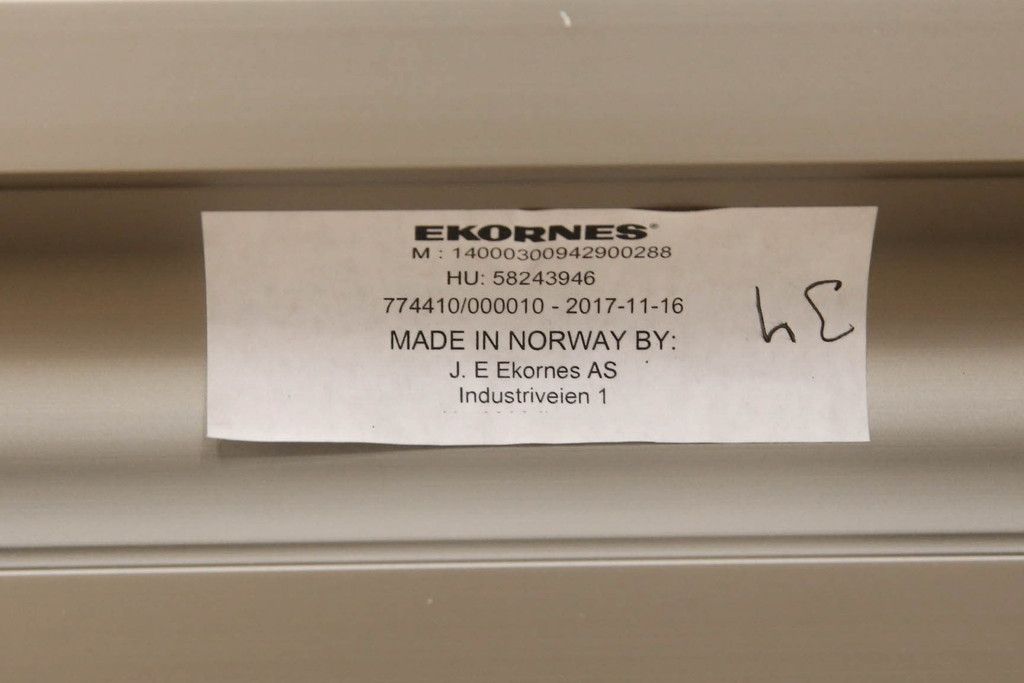 EKORNES®
M : 14000300942900288
HU: 58243946
774410/000010 - 2017-11-16
MADE IN NORWAY BY:
J. E Ekornes AS
Industriveien 1